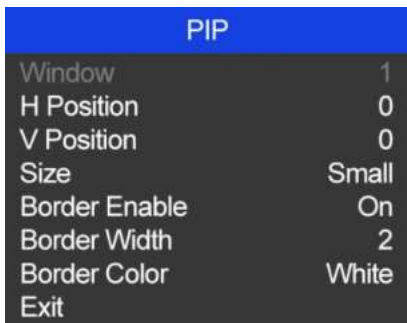 PIP
Window 1
H Position 0
V Position 0
Size Small
Border Enable On
Border Width 2
Border Color White
Exit